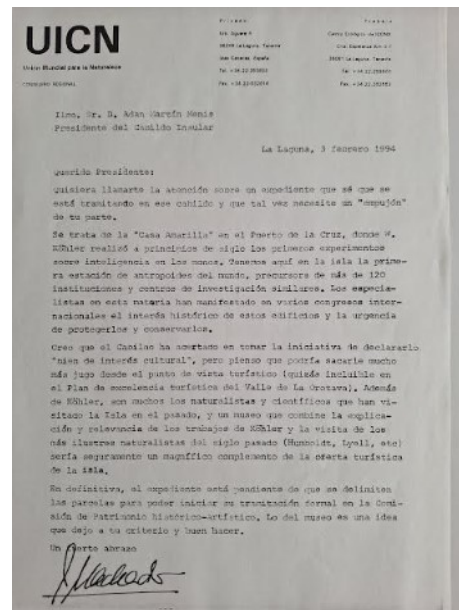 UICN
Unión Mundial para la Naturaleza
CONSEJERO REGIONAL
38208 La Laguna, Tenerife
Islas Canarias, España
Ilmo. Sr. D. Adan Martín Menis
Presidente del Cabildo Insular
La Laguna, 3 febrero 1994
Querido Presidente:
Quisiera llamarte la atención sobre un expediente que sé que se
está tramitando en ese cabildo y que tal vez necesite un "empujón"
de tu parte.
Se trata de la "Casa Amarilla" en el Puerto de la Cruz, donde W.
Köhler realizó a principios de siglo los primeros experimentos
sobre inteligencia en los monos. Tenemos aquí en la isla la prime-
ra estación de antropoides del mundo, precursora de más de 120
instituciones y centros de investigación similares. Los especia-
listas en esta materia han manifestado en varios congresos inter-
nacionales el interés histórico de estos edificios y la urgencia
de protegerlos y conservarlos.
Creo que el Cabildo ha acertado en tomar la iniciativa de declararlo
"bien de interés cultural", pero pienso que podría sacarle mucho
más jugo desde el punto de vista turístico (quizás incluible en
el Plan de excelencia turística del Valle de La Orotava). Además
de Köhler, son muchos los naturalistas y científicos que han vi-
sitado la Isla en el pasado, y un museo que combine la explica-
ción y relevancia de los trabajos de Köhler y la visita de los
más ilustres naturalistas del siglo pasado (Humboldt, Lyell, etc)
sería seguramente un magnífico complemento de la oferta turística
de la isla.
En definitiva, el expediente está pendiente de que se delimiten
las parcelas para poder iniciar su tramitación formal en la Comi-
sión de Patrimonio histórico-artístico. Lo del museo es una idea
que dejo a tu criterio y buen hacer.
Un fuerte abrazo
Machado